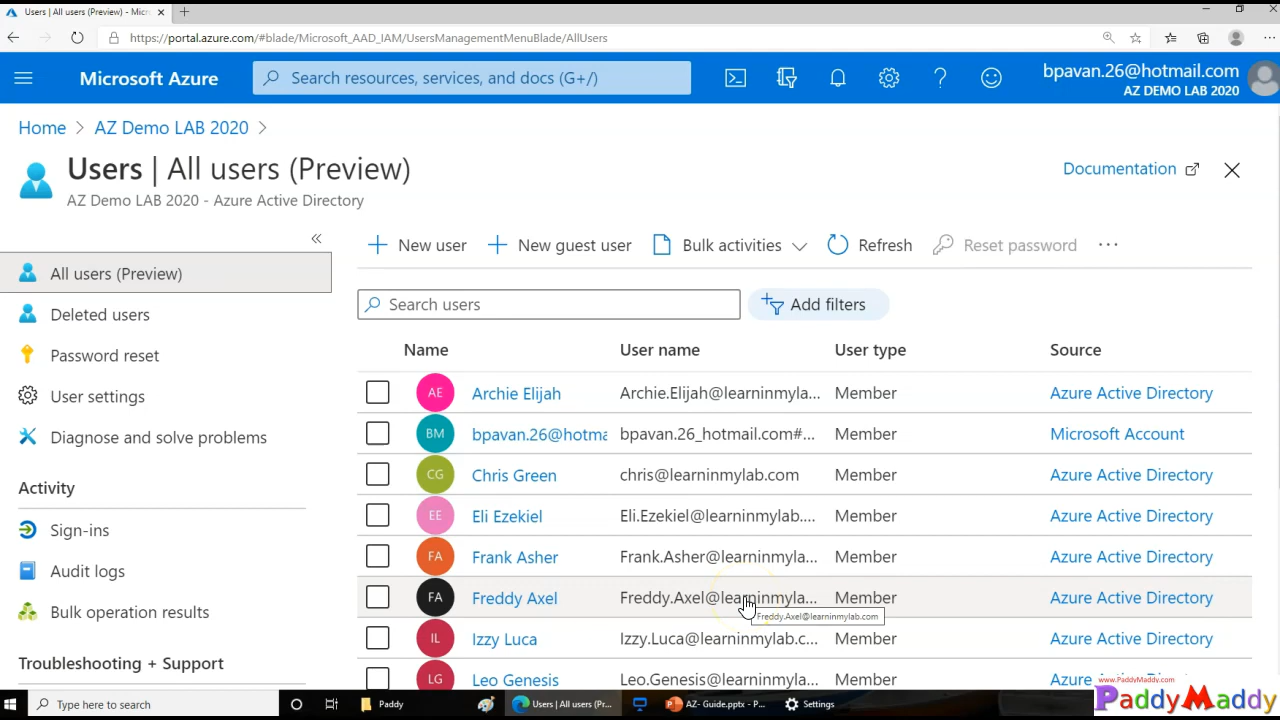 Users | All users (Preview) - Micr
https://portal.azure.com/#blade/Microsoft_AAD_IAM/UsersManagementMenuBlade/AllUsers
Microsoft Azure
Search resources, services, and docs (G+/)
bpavan.26@hotmail.com
AZ DEMO LAB 2020
Home > AZ Demo LAB 2020 >
Users | All users (Preview)
AZ Demo LAB 2020 - Azure Active Directory
Documentation
«
All users (Preview)
Deleted users
Password reset
User settings
Diagnose and solve problems
Activity
Sign-ins
Audit logs
Bulk operation results
Troubleshooting + Support
New user
New guest user
Bulk activities
Refresh
Reset password
...
Search users
Add filters
Name User name User type Source
AE Archie Elijah Archie.Elijah@learninmyla... Member Azure Active Directory
BM bpavan.26@hotma bpavan.26_hotmail.com#... Member Microsoft Account
CG Chris Green chris@learninmylab.com Member Azure Active Directory
EE Eli Ezekiel Eli.Ezekiel@learninmylab.... Member Azure Active Directory
FA Frank Asher Frank.Asher@learninmyla... Member Azure Active Directory
FA Freddy Axel Freddy.Axel@learninmyla... Member Azure Active Directory
Freddy.Axel@learninmylab.com
IL Izzy Luca Izzy.Luca@learninmylab.c... Member Azure Active Directory
LG Leo Genesis Leo.Genesis@learninmyla... Member
www.PaddyMaddy.com
PaddyMaddy
Type here to search
Paddy
Users | All users (Pr...
AZ- Guide.pptx - P...
Settings